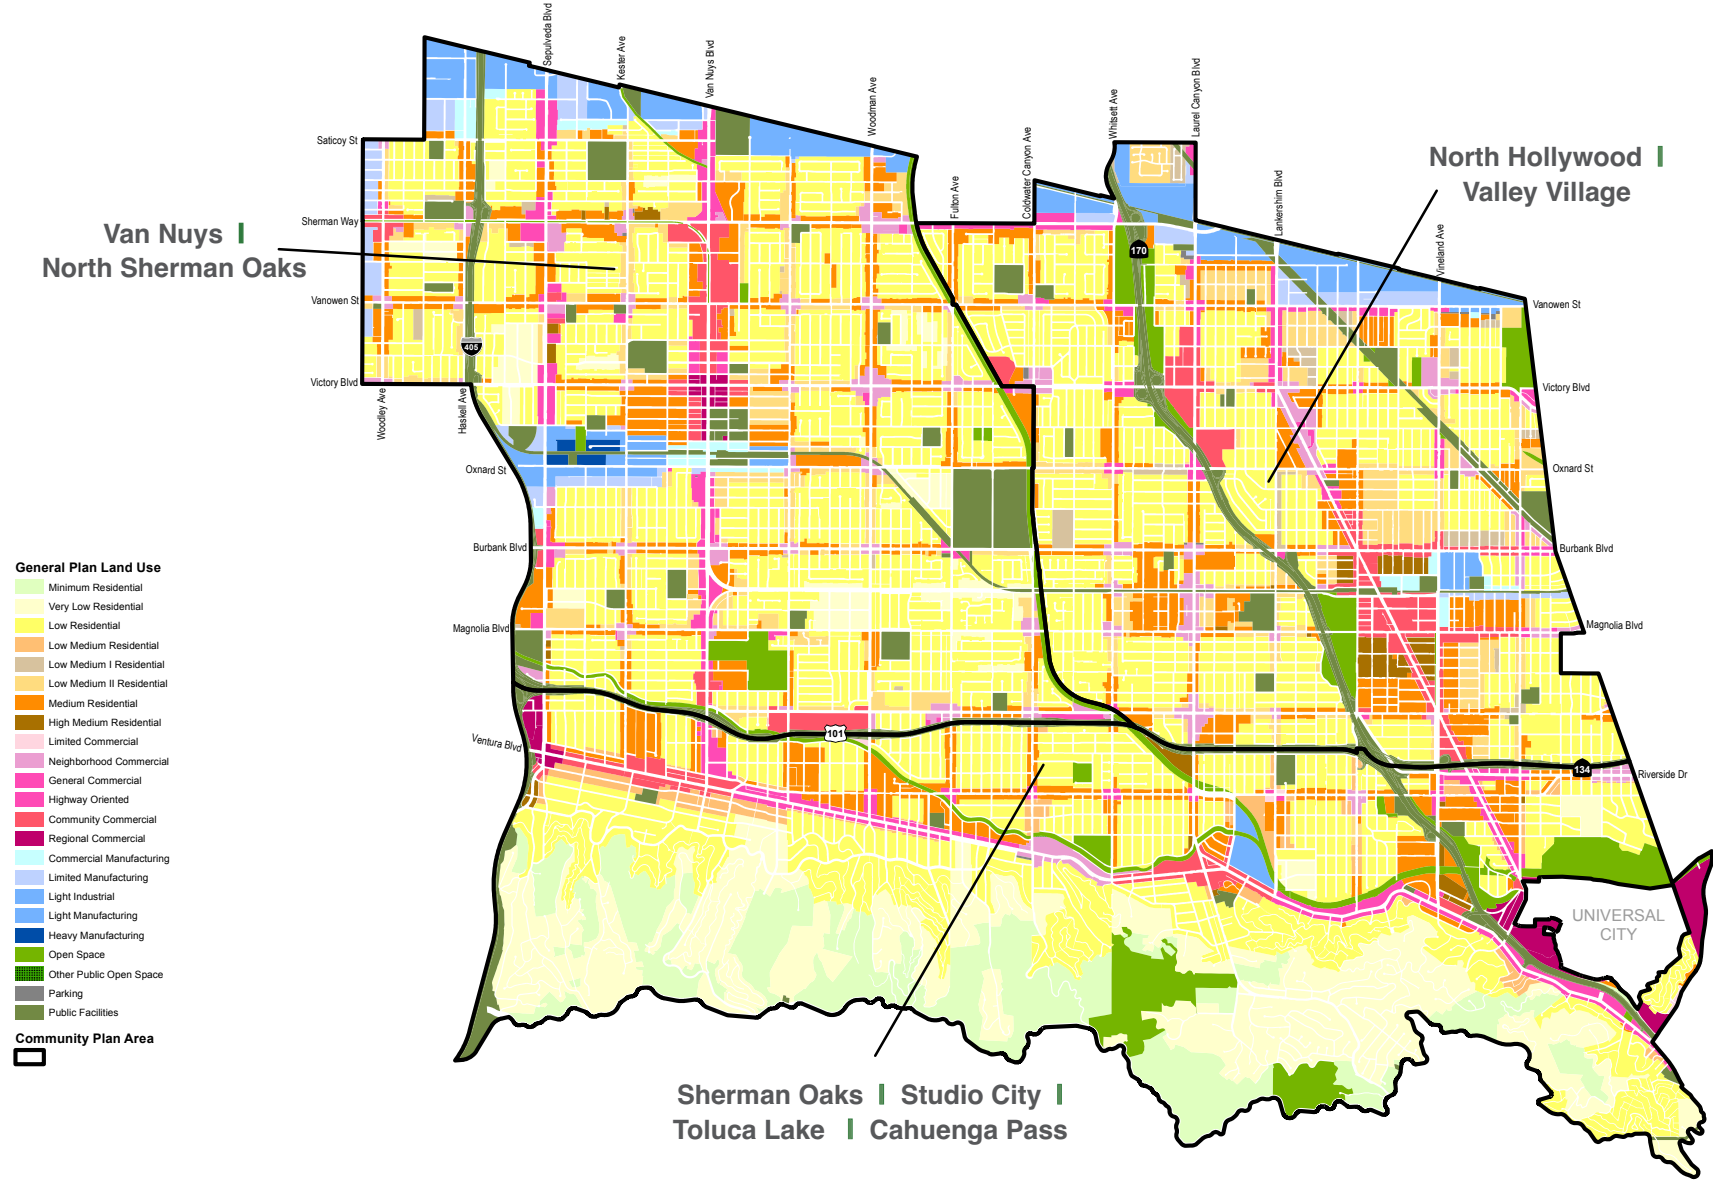 Sepulveda Blvd
Kester Ave
Van Nuys Blvd
Woodman Ave
Fulton Ave
Coldwater Canyon Ave
Whitsett Ave
Laurel Canyon Blvd
Lankershim Blvd
Vineland Ave
Saticoy St
Sherman Way
Vanowen St
Victory Blvd
Woodley Ave
Haskell Ave
Oxnard St
Burbank Blvd
Magnolia Blvd
Ventura Blvd
Vanowen St
Victory Blvd
Oxnard St
Burbank Blvd
Magnolia Blvd
Riverside Dr
405
170
101
134
Van Nuys |
North Sherman Oaks
North Hollywood |
Valley Village
UNIVERSAL
CITY
Sherman Oaks | Studio City |
Toluca Lake | Cahuenga Pass
General Plan Land Use
Minimum Residential
Very Low Residential
Low Residential
Low Medium Residential
Low Medium I Residential
Low Medium II Residential
Medium Residential
High Medium Residential
Limited Commercial
Neighborhood Commercial
General Commercial
Highway Oriented
Community Commercial
Regional Commercial
Commercial Manufacturing
Limited Manufacturing
Light Industrial
Light Manufacturing
Heavy Manufacturing
Open Space
Other Public Open Space
Parking
Public Facilities
Community Plan Area